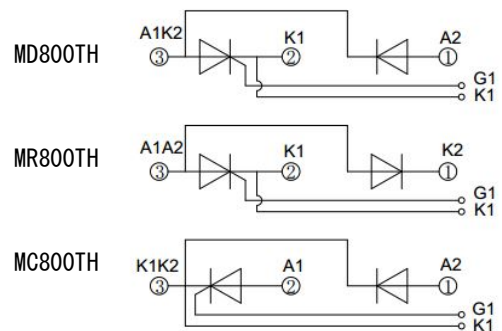 MD800TH
A1K2 K1 A2
③ ② ①
G1
K1
MR800TH
A1A2 K1 K2
③ ② ①
G1
K1
MC800TH
K1K2 A1 A2
③ ② ①
G1
K1